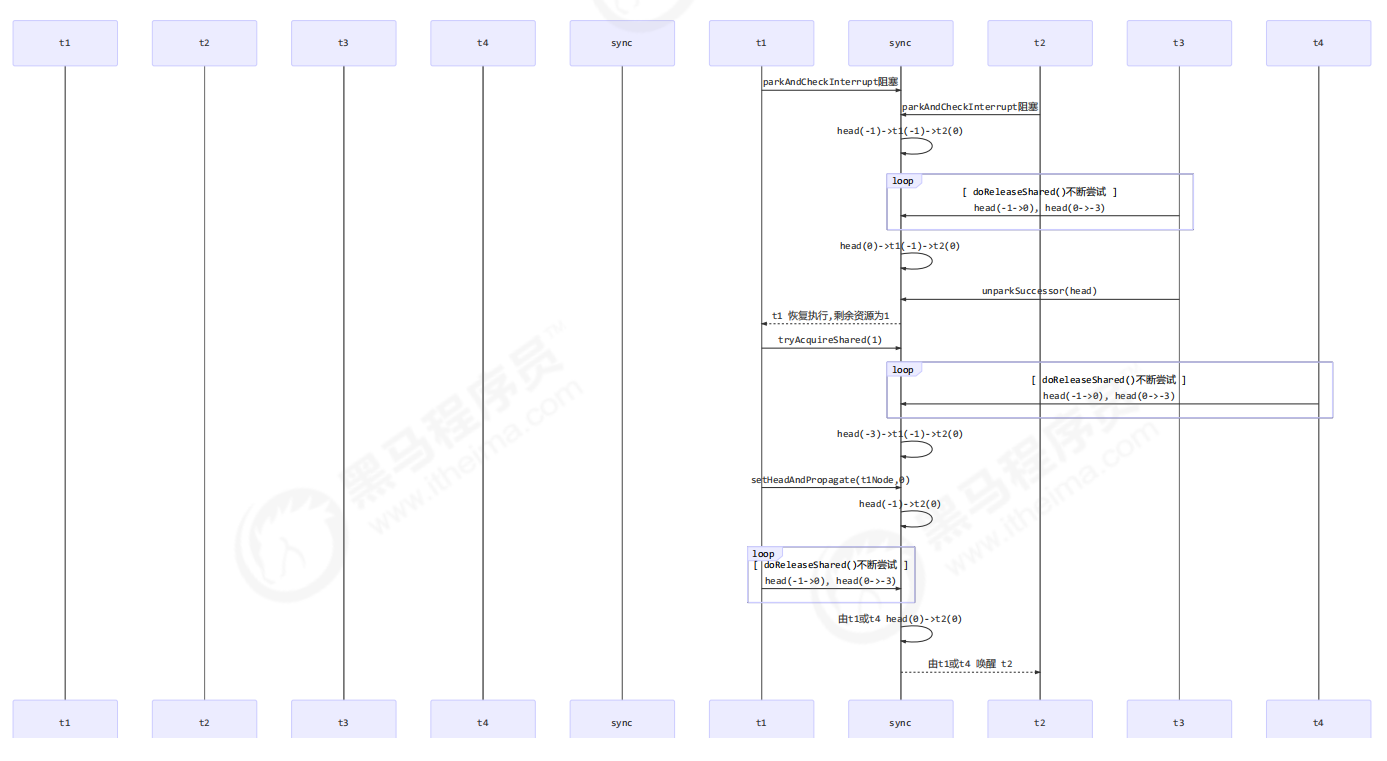 t1 t2 t3 t4 sync t1 sync t2 t3 t4
parkAndCheckInterrupt阻塞
parkAndCheckInterrupt阻塞
head(-1)->t1(-1)->t2(0)
loop
[ doReleaseShared()不断尝试 ]
head(-1->0), head(0->-3)
head(0)->t1(-1)->t2(0)
unparkSuccessor(head)
t1 恢复执行,剩余资源为1
tryAcquireShared(1)
loop
[ doReleaseShared()不断尝试 ]
head(-1->0), head(0->-3)
head(-3)->t1(-1)->t2(0)
setHeadAndPropagate(t1Node,0)
head(-1)->t2(0)
loop
[ doReleaseShared()不断尝试 ]
head(-1->0), head(0->-3)
由t1或t4 head(0)->t2(0)
由t1或t4 唤醒 t2
t1 t2 t3 t4 sync t1 sync t2 t3 t4
黑马程序员™
www.itheima.com
黑马程序员
www.itheima.com